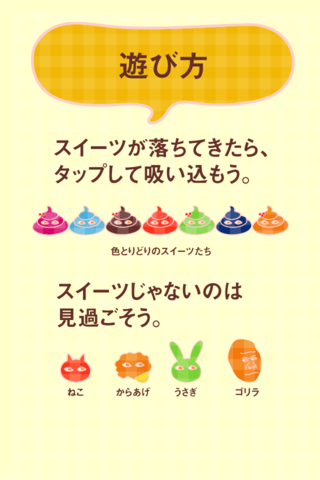 遊び方
スイーツが落ちてきたら、
タップして吸い込もう。
色とりどりのスイーツたち
スイーツじゃないのは
見過ごそう。
ねこ からあげ うさぎ ゴリラ